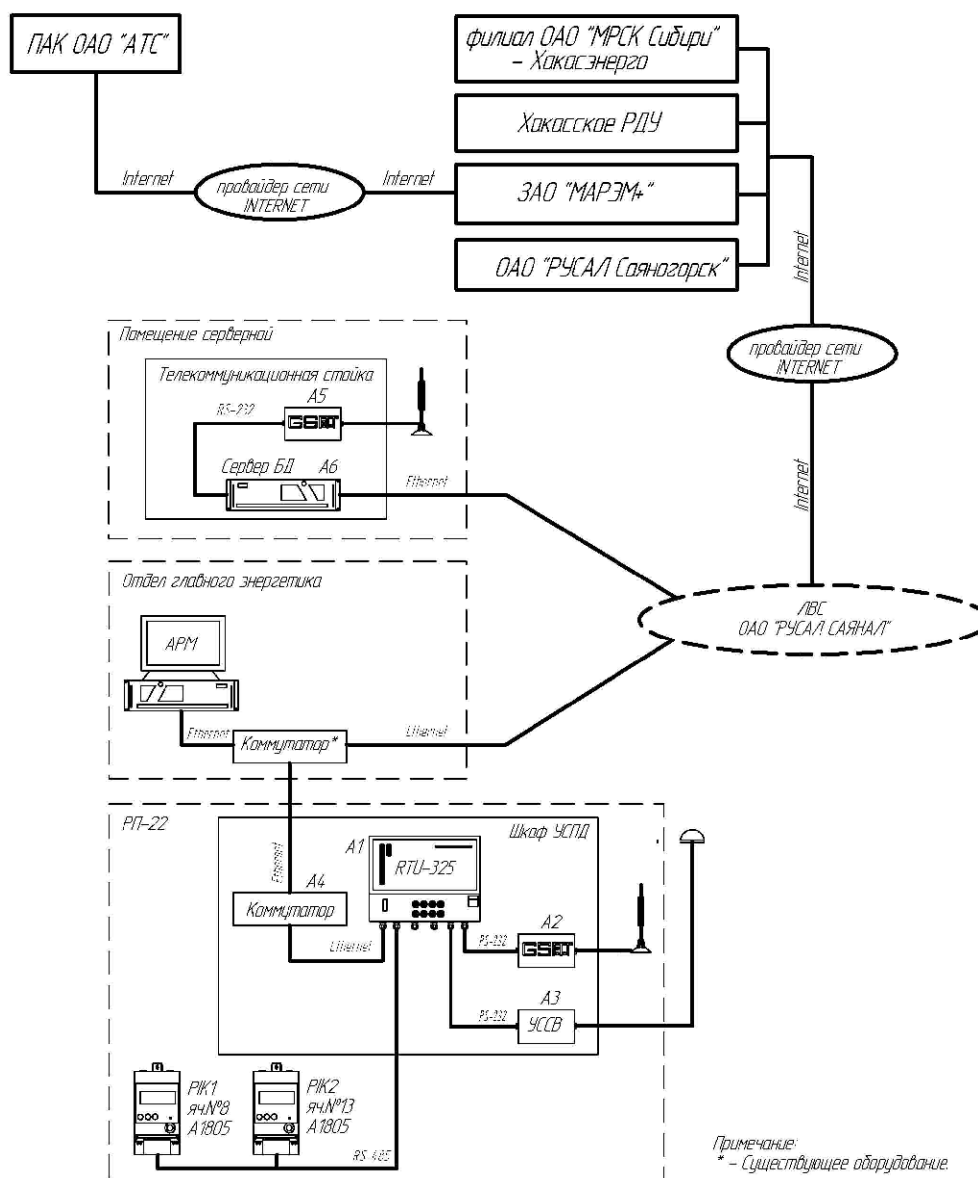 ПАК ОАО "АТС"
филиал ОАО "МРСК Сибири"
- Хакасэнерго
Хакасское РДУ
ЗАО "МАРЭМ+"
ОАО "РУСАЛ Саяногорск"
Internet
провайдер сети
INTERNET
Internet
Internet
провайдер сети
INTERNET
Internet
Помещение серверной
Телекоммуникационная стойка
RS-232
A5
Сервер БД
A6
Ethernet
Отдел главного энергетика
АРМ
Ethernet
Коммутатор*
Ethernet
ЛВС
ОАО "РУСАЛ САЯНАЛ"
РП-22
Шкаф УСПД
Ethernet
A1
RTU-325
A4
Коммутатор
Ethernet
RS-232
A2
RS-232
A3
УССВ
PIK1
яч.№8
А1805
PIK2
яч.№13
А1805
RS-485
Примечание:
* - Существующее оборудование.